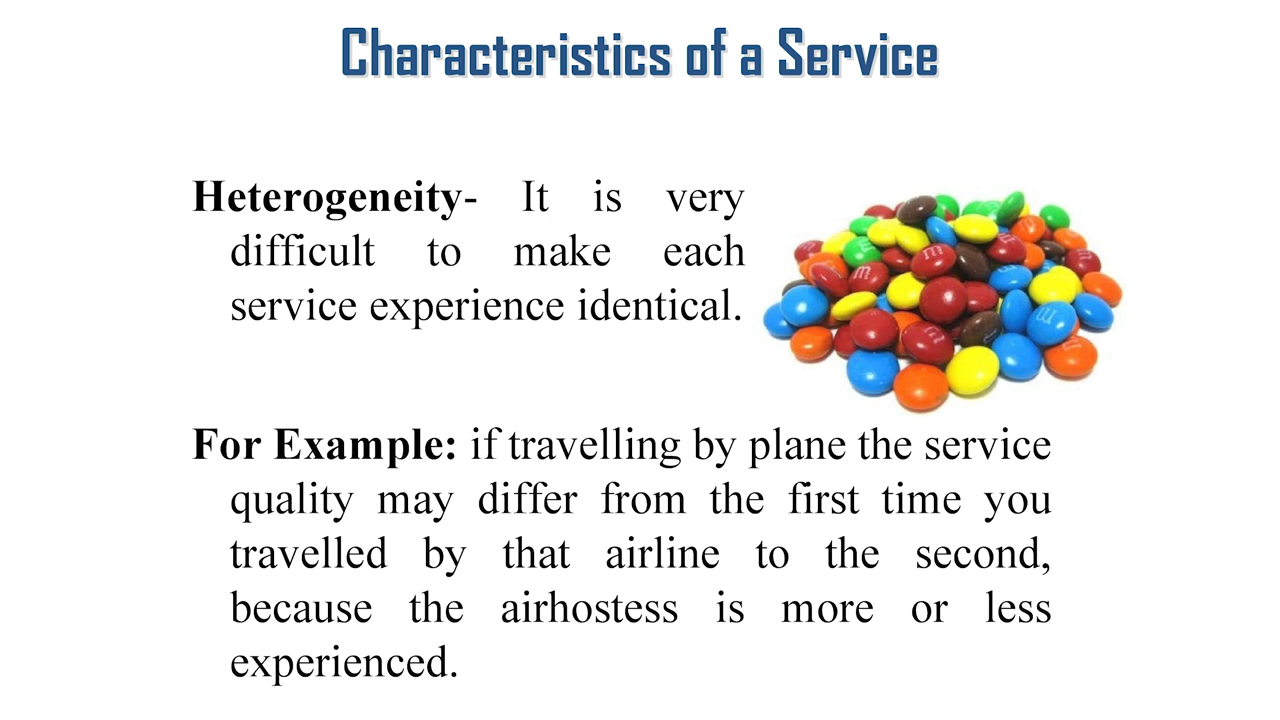 Characteristics of a Service
Heterogeneity- It is very
difficult to make each
service experience identical.
m
m
m
m
m
For Example: if travelling by plane the service
quality may differ from the first time you
travelled by that airline to the second,
because the airhostess is more or less
experienced.